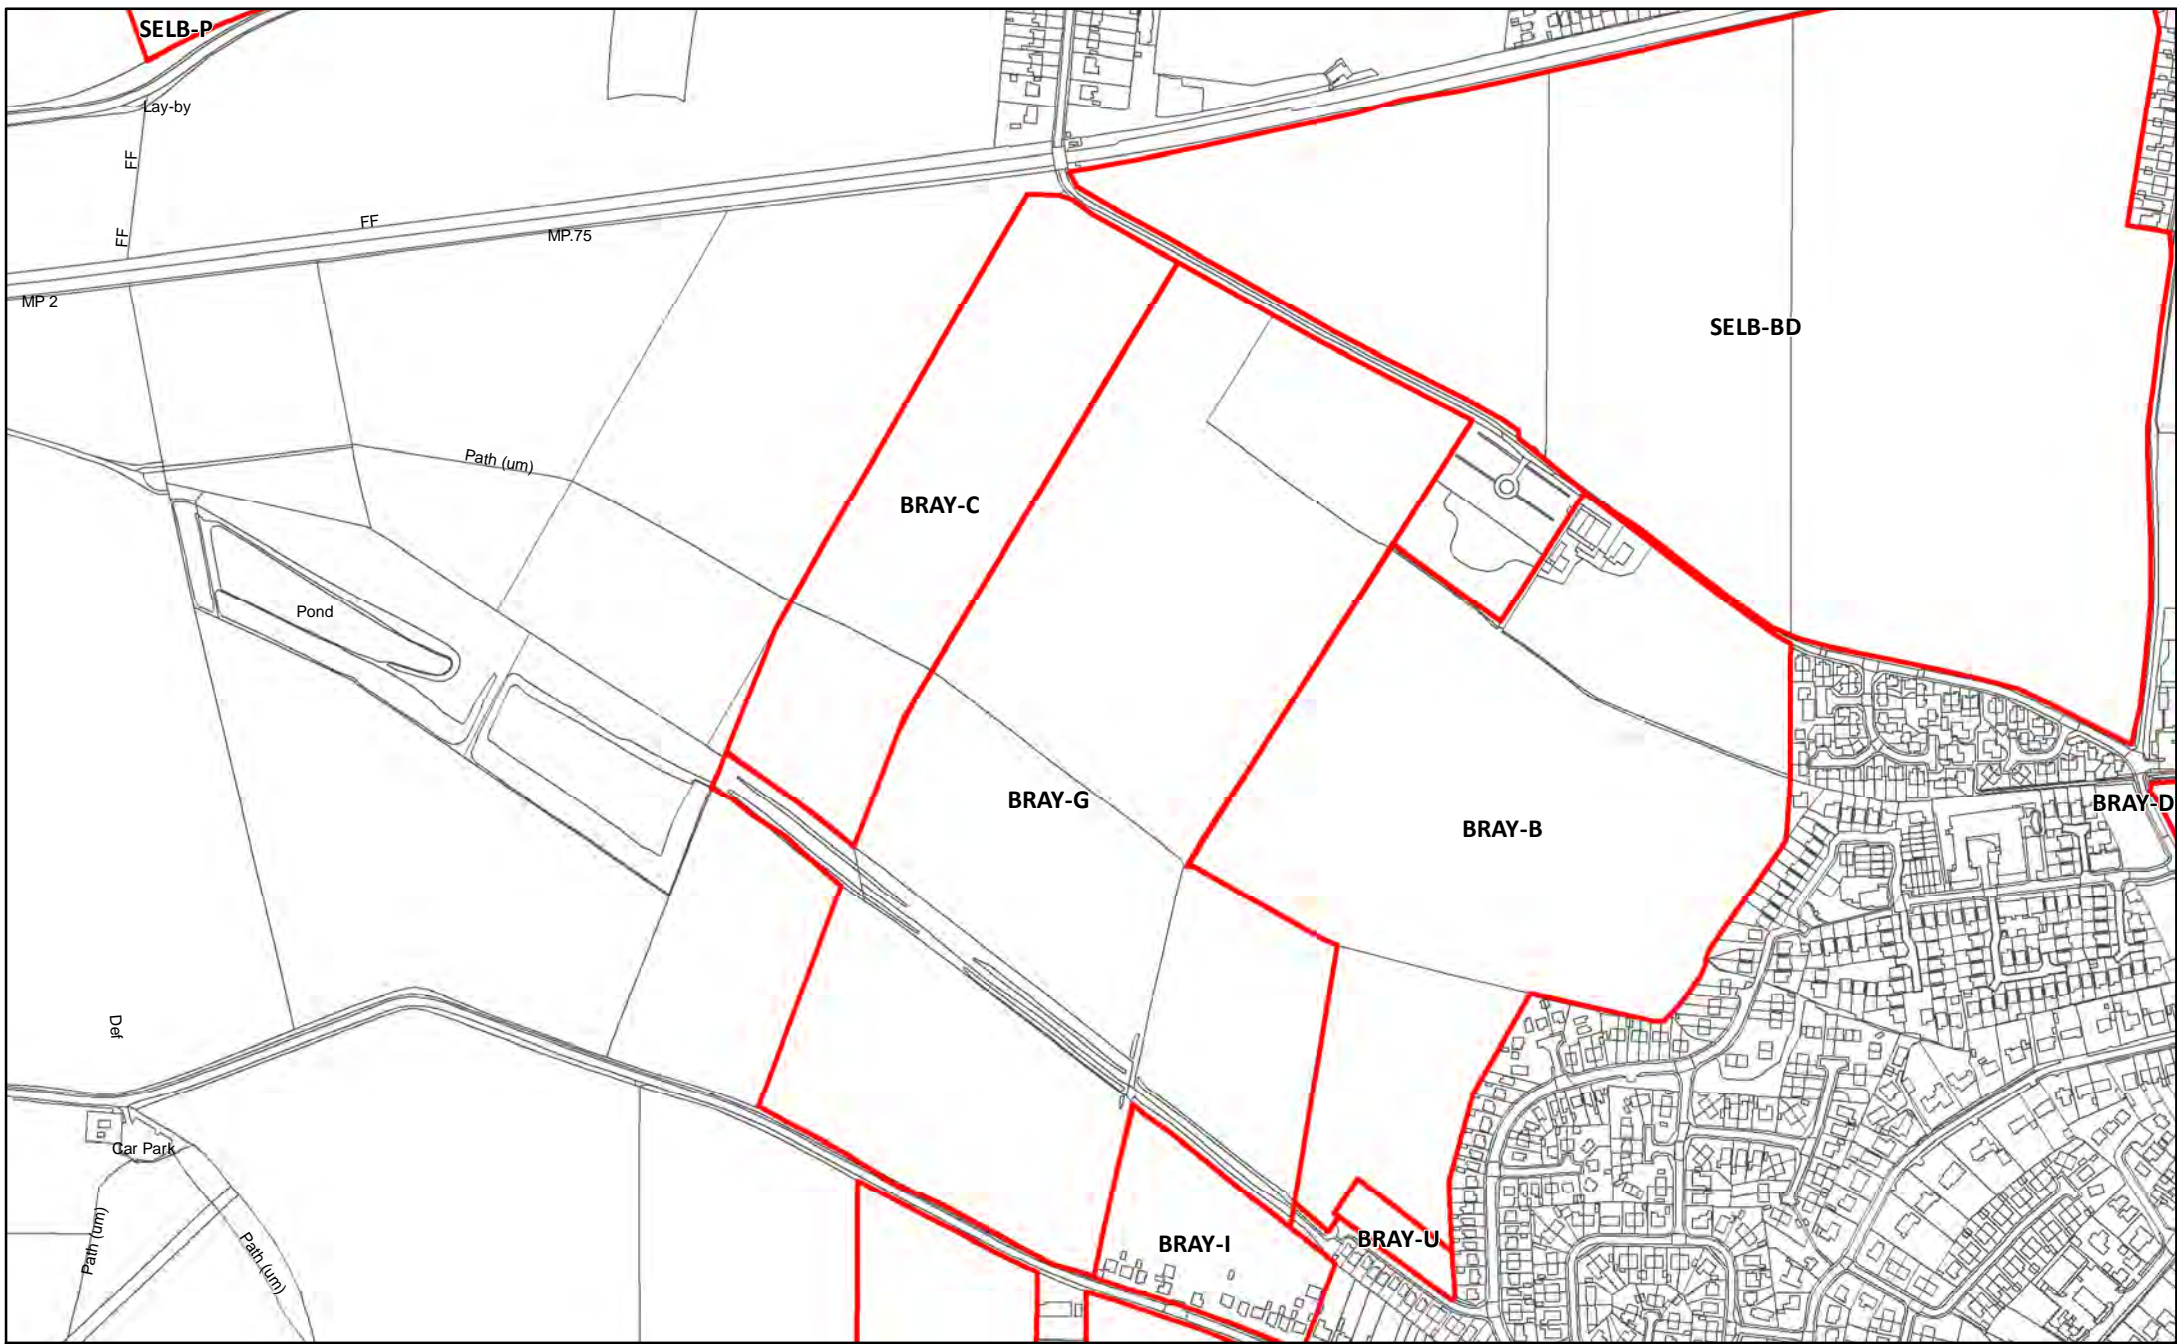 SELB-P
Lay-by
FF
FF
FF
MP.75
MP 2
SELB-BD
Path (um)
BRAY-C
Pond
BRAY-G
BRAY-D
BRAY-B
Def
Car Park
Path (um)
Path (um)
BRAY-I
BRAY-U